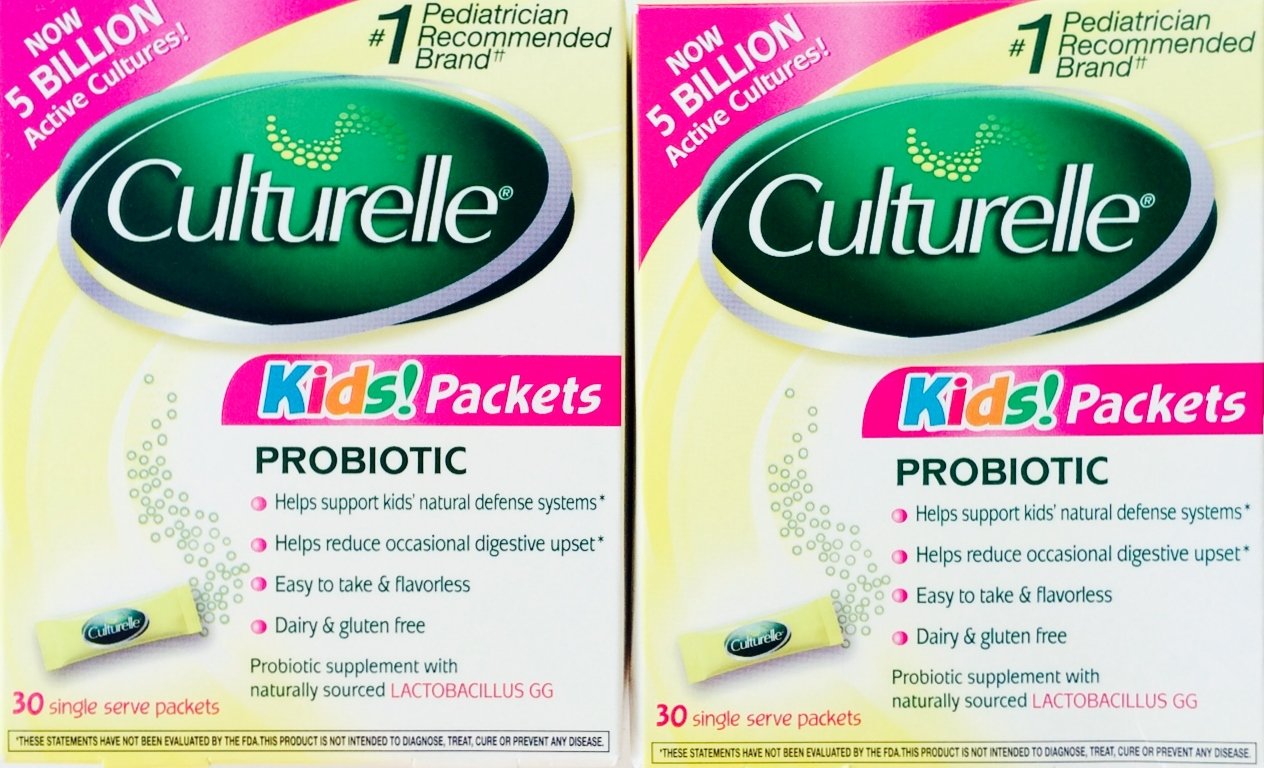 NOW
5 BILLION
Active Cultures!
#1 Pediatrician
Recommended
Brand††
Culturelle®
Kids! Packets
PROBIOTIC
Helps support kids' natural defense systems*
Helps reduce occasional digestive upset*
Easy to take & flavorless
Dairy & gluten free
Culturelle
Probiotic supplement with
naturally sourced LACTOBACILLUS GG
30 single serve packets
*THESE STATEMENTS HAVE NOT BEEN EVALUATED BY THE FDA.THIS PRODUCT IS NOT INTENDED TO DIAGNOSE, TREAT, CURE OR PREVENT ANY DISEASE.
NOW
5 BILLION
Active Cultures!
#1 Pediatrician
Recommended
Brand††
Culturelle®
Kids! Packets
PROBIOTIC
Helps support kids' natural defense systems*
Helps reduce occasional digestive upset*
Easy to take & flavorless
Dairy & gluten free
Culturelle
Probiotic supplement with
naturally sourced LACTOBACILLUS GG
30 single serve packets
*THESE STATEMENTS HAVE NOT BEEN EVALUATED BY THE FDA.THIS PRODUCT IS NOT INTENDED TO DIAGNOSE, TREAT, CURE OR PREVENT ANY DISEASE.